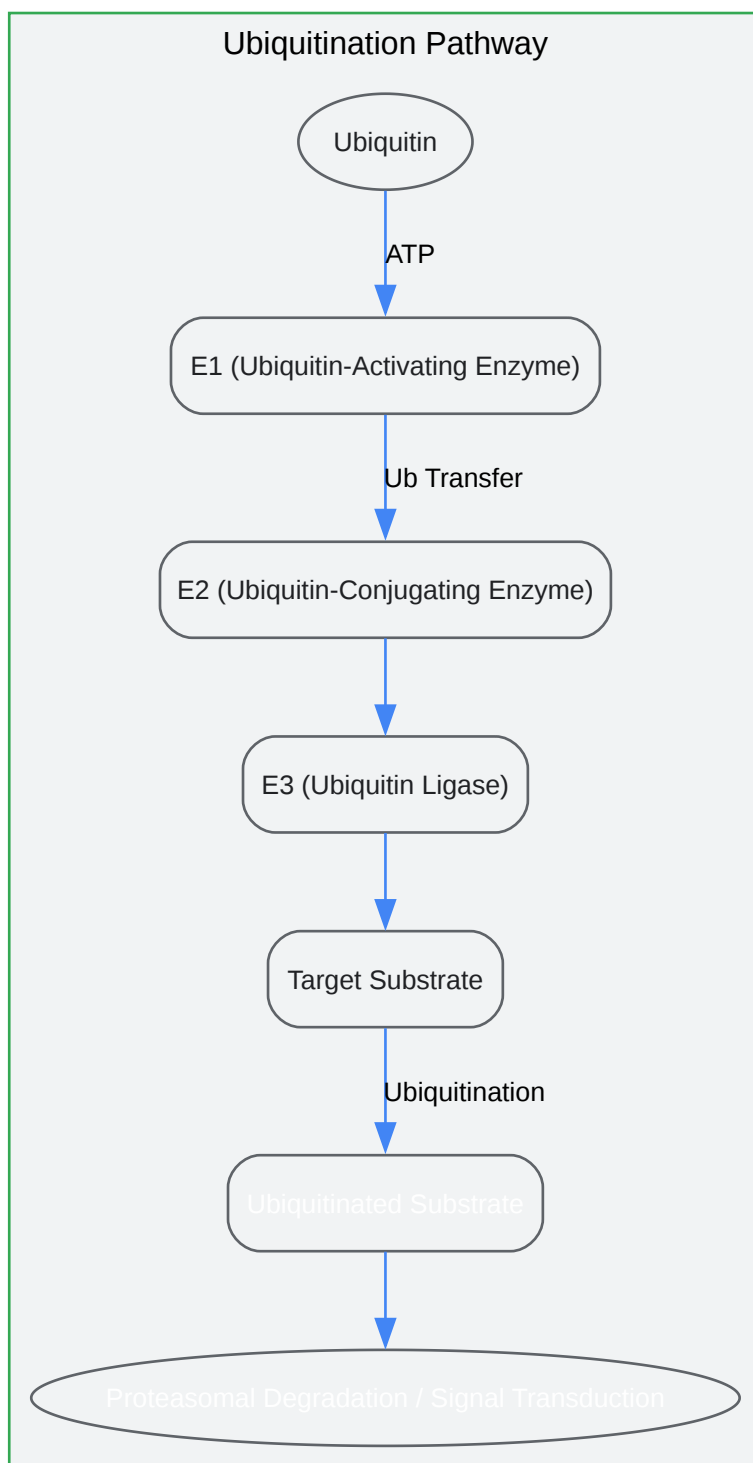 Ubiquitination Pathway
Ubiquitin
ATP
E1 (Ubiquitin-Activating Enzyme)
Ub Transfer
E2 (Ubiquitin-Conjugating Enzyme)
E3 (Ubiquitin Ligase)
Target Substrate
Ubiquitination
Ubiquitinated Substrate
Proteasomal Degradation / Signal Transduction